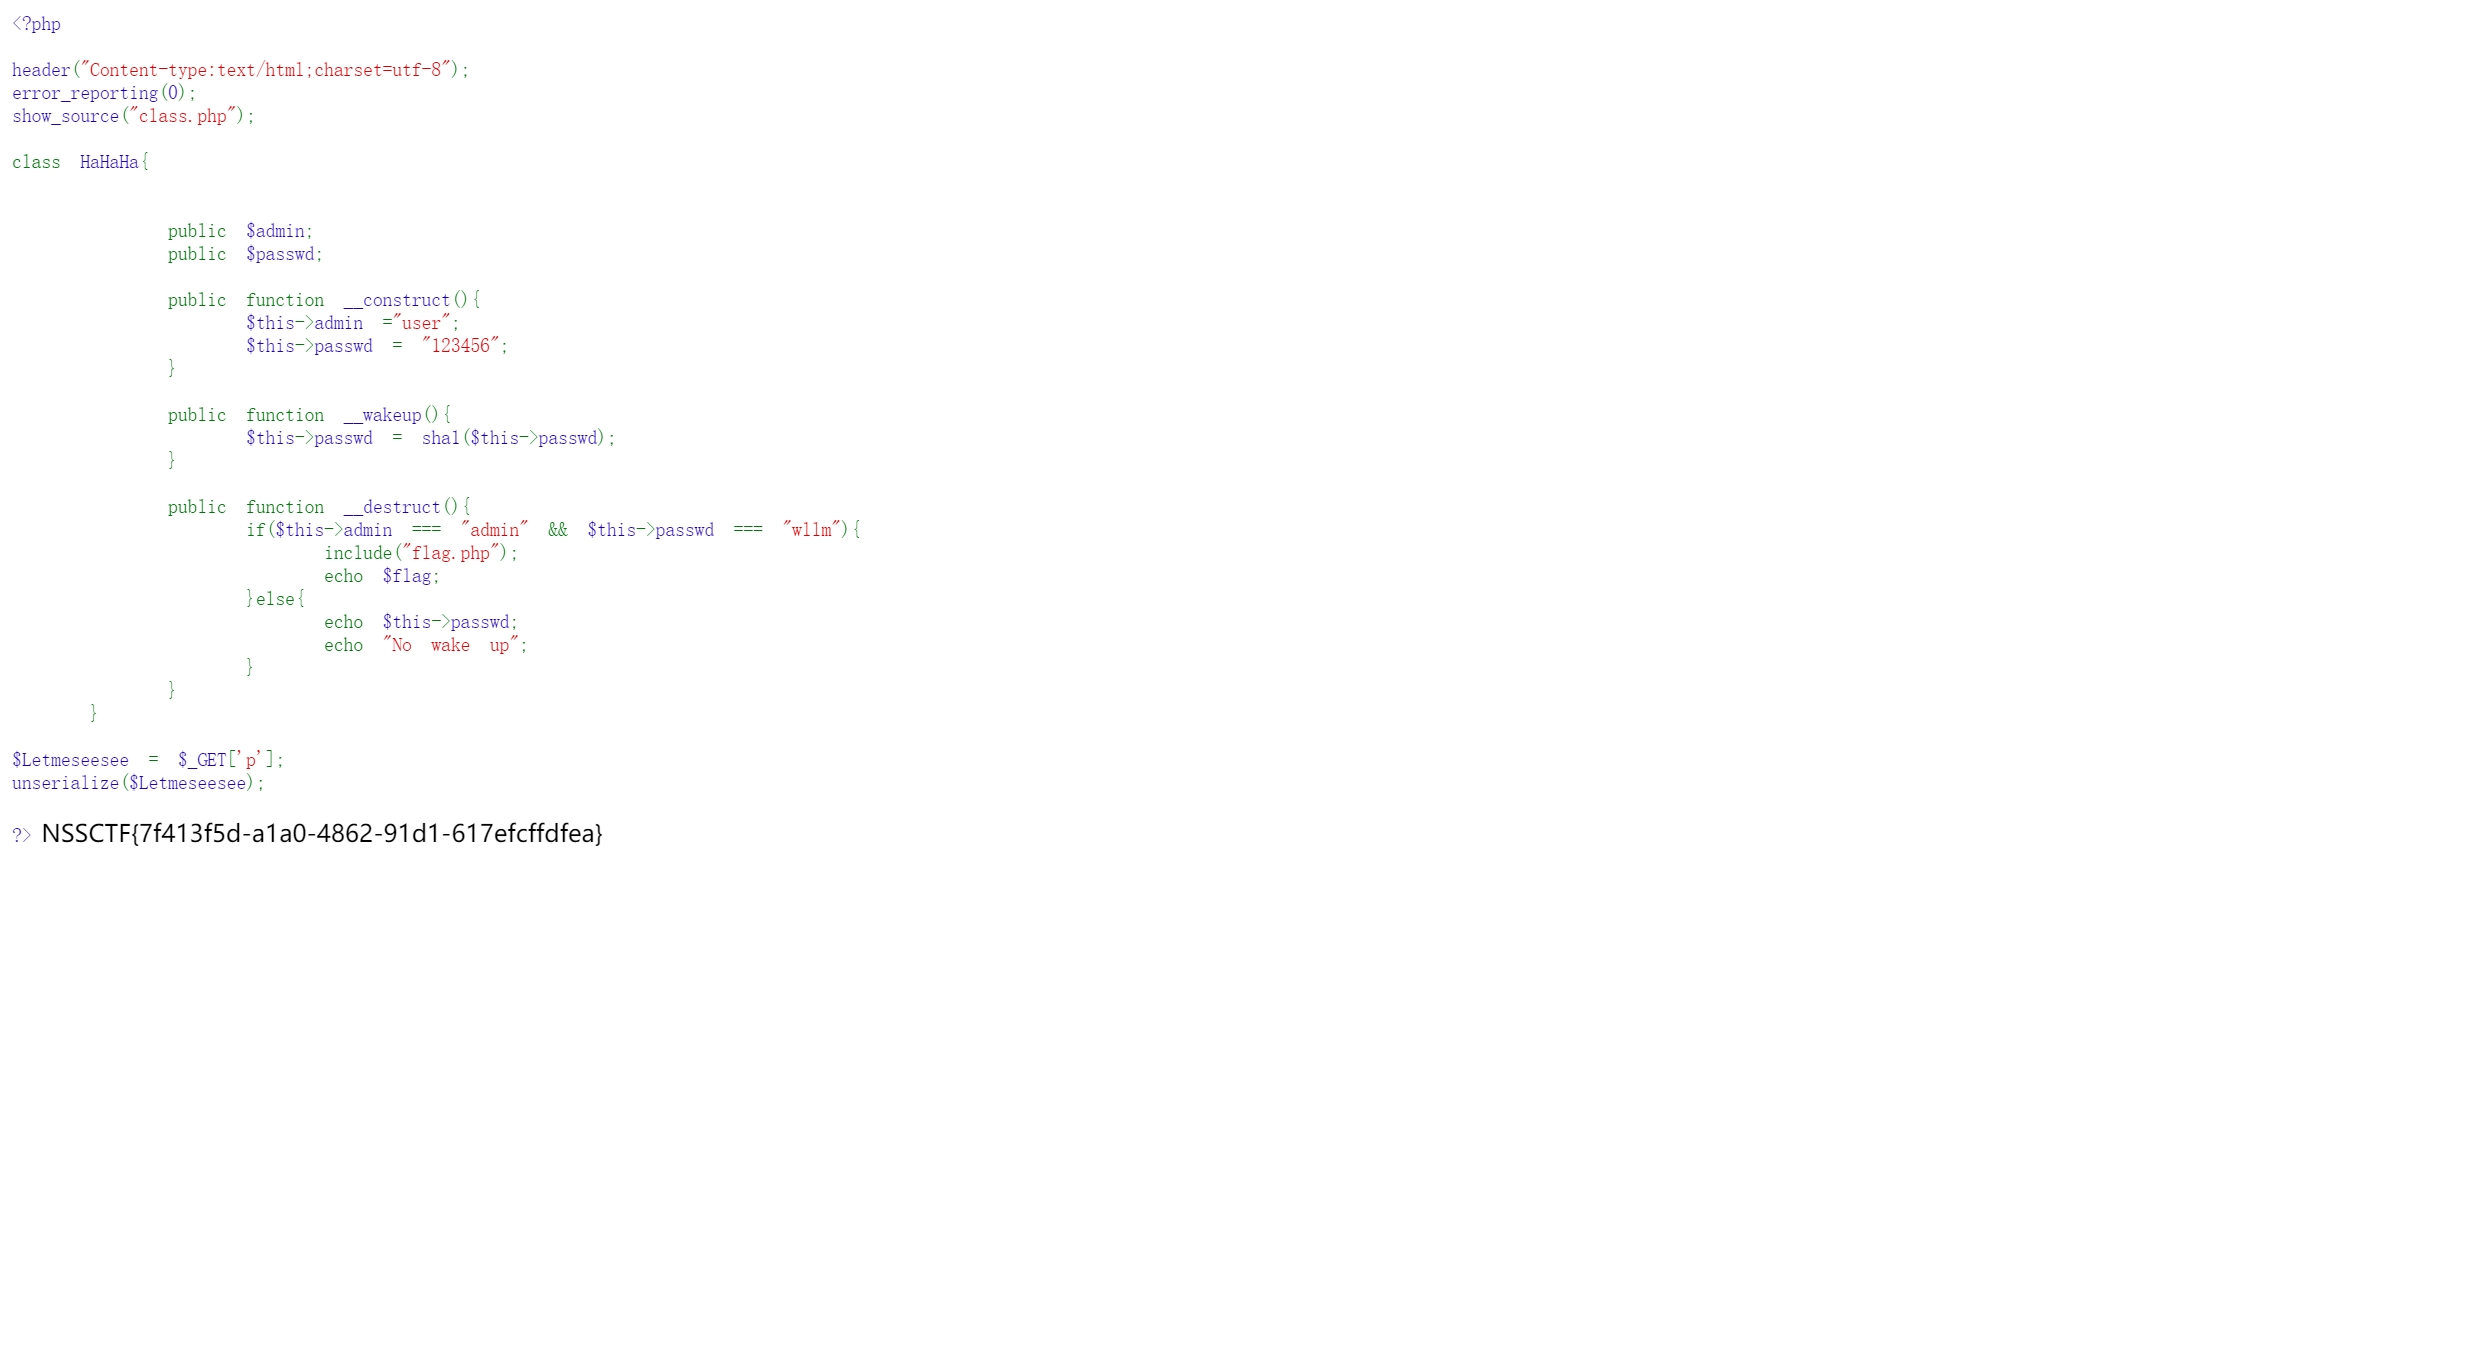 <?php
header("Content-type:text/html;charset=utf-8");
error_reporting(0);
show_source("class.php");
class HaHaHa{
public $admin;
public $passwd;
public function __construct(){
$this->admin ="user";
$this->passwd = "123456";
}
public function __wakeup(){
$this->passwd = sha1($this->passwd);
}
public function __destruct(){
if($this->admin === "admin" && $this->passwd === "wllm"){
include("flag.php");
echo $flag;
}else{
echo $this->passwd;
echo "No wake up";
}
}
}
$Letmeseesee = $_GET['p'];
unserialize($Letmeseesee);
?> NSSCTF{7f413f5d-a1a0-4862-91d1-617efcffdfea}